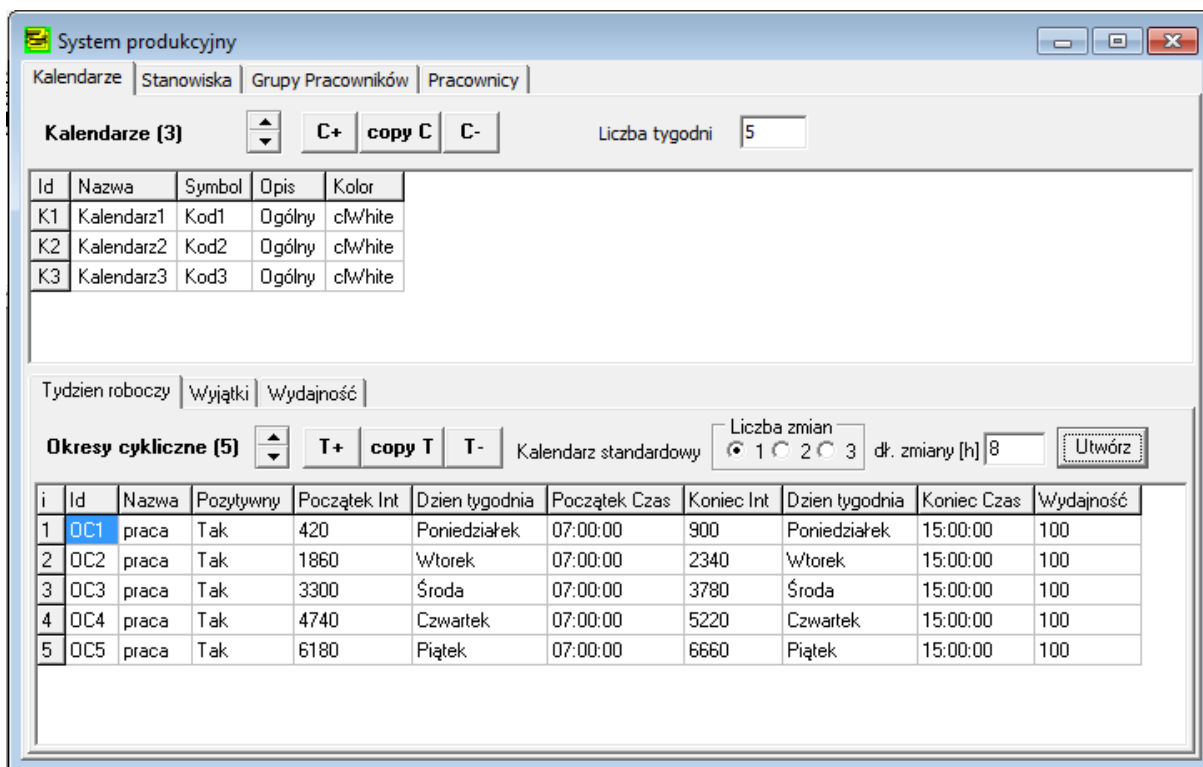 System produkcyjny
Kalendarze Stanowiska Grupy Pracowników Pracownicy
Kalendarze (3) C+ copy C C- Liczba tygodni 5
Id Nazwa Symbol Opis Kolor
K1 Kalendarz1 Kod1 Ogólny clWhite
K2 Kalendarz2 Kod2 Ogólny clWhite
K3 Kalendarz3 Kod3 Ogólny clWhite
Tydzien roboczy Wyjątki Wydajność
Liczba zmian
Okresy cykliczne (5) T+ copy T T- Kalendarz standardowy 1 2 3 dł. zmiany [h] 8 Utwórz
i Id Nazwa Pozytywny Początek Int Dzien tygodnia Początek Czas Koniec Int Dzien tygodnia Koniec Czas Wydajność
1 OC1 praca Tak 420 Poniedziałek 07:00:00 900 Poniedziałek 15:00:00 100
2 OC2 praca Tak 1860 Wtorek 07:00:00 2340 Wtorek 15:00:00 100
3 OC3 praca Tak 3300 Środa 07:00:00 3780 Środa 15:00:00 100
4 OC4 praca Tak 4740 Czwartek 07:00:00 5220 Czwartek 15:00:00 100
5 OC5 praca Tak 6180 Piątek 07:00:00 6660 Piątek 15:00:00 100